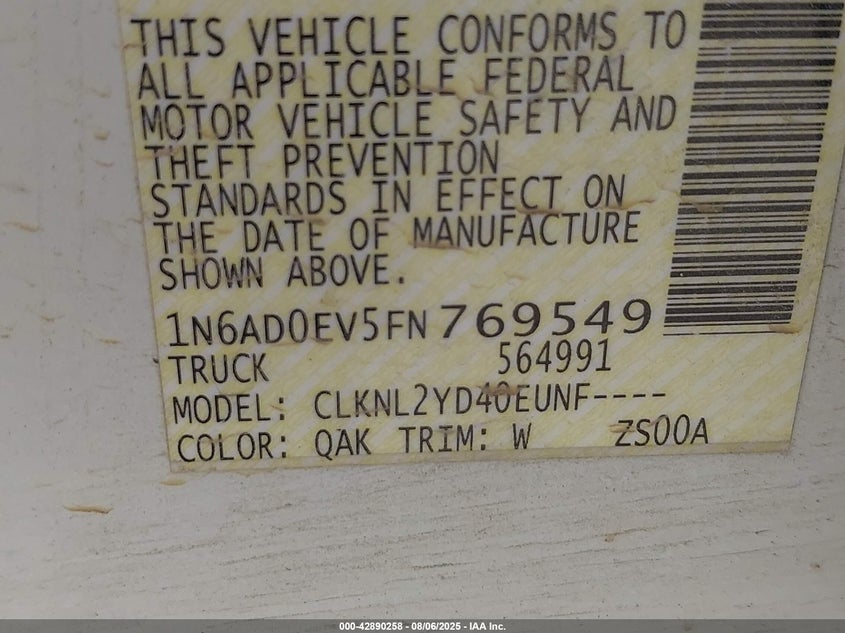 THIS VEHICLE CONFORMS TO
ALL APPLICABLE FEDERAL
MOTOR VEHICLE SAFETY AND
THEFT PREVENTION
STANDARDS IN EFFECT ON
THE DATE OF MANUFACTURE
SHOWN ABOVE.
1N6AD0EV5FN769549
TRUCK 564991
MODEL: CLKNL2YD40EUNF----
COLOR: QAK TRIM: W ZS00A
000-42890258 - 08/06/2025 - IAA Inc.